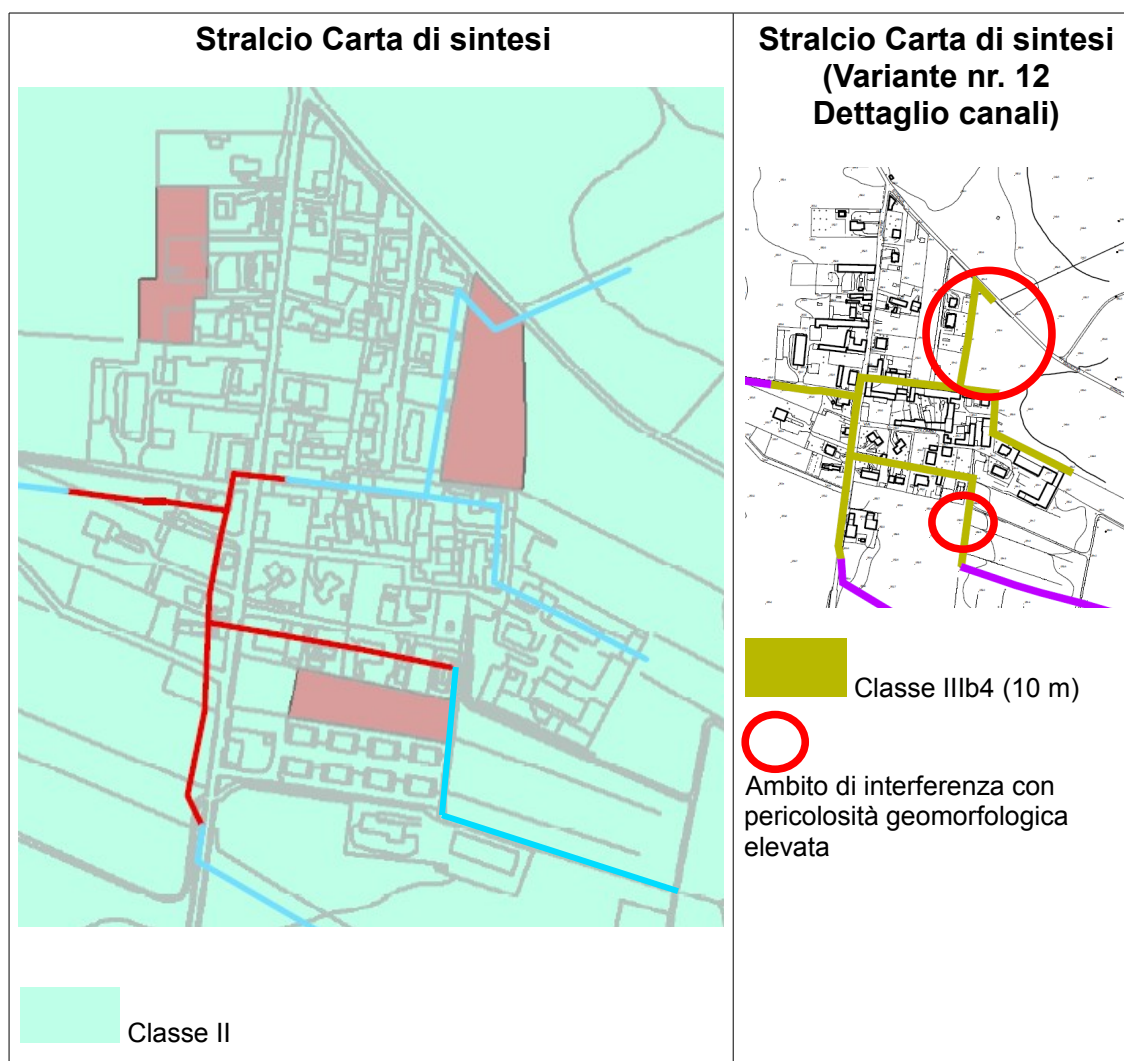 Stralcio Carta di sintesi
Classe II
Stralcio Carta di sintesi
(Variante nr. 12
Dettaglio canali)
Classe IIIb4 (10 m)
Ambito di interferenza con
pericolosità geomorfologica
elevata